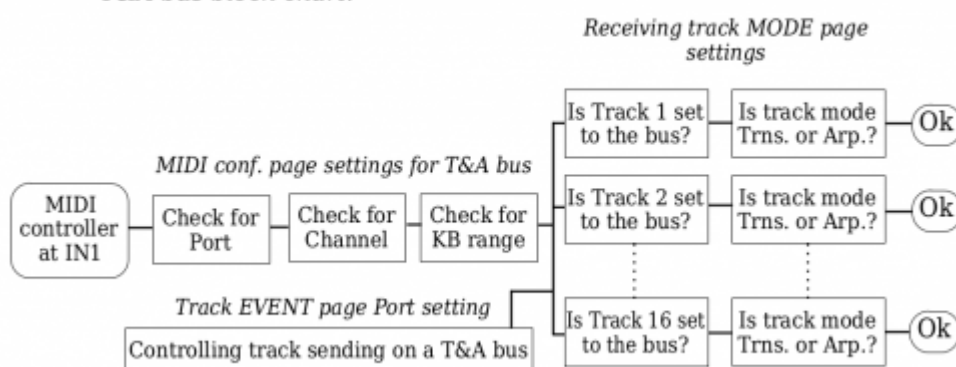 Receiving track MODE page
settings
Is Track 1 set
to the bus?
Is track mode
Trns. or Arp.?
Ok
MIDI conf. page settings for T&A bus
MIDI
controller
at IN1
Check for
Port
Check for
Channel
Check for
KB range
Is Track 2 set
to the bus?
Is track mode
Trns. or Arp.?
Ok
Track EVENT page Port setting
Controlling track sending on a T&A bus
Is Track 16 set
to the bus?
Is track mode
Trns. or Arp.?
Ok